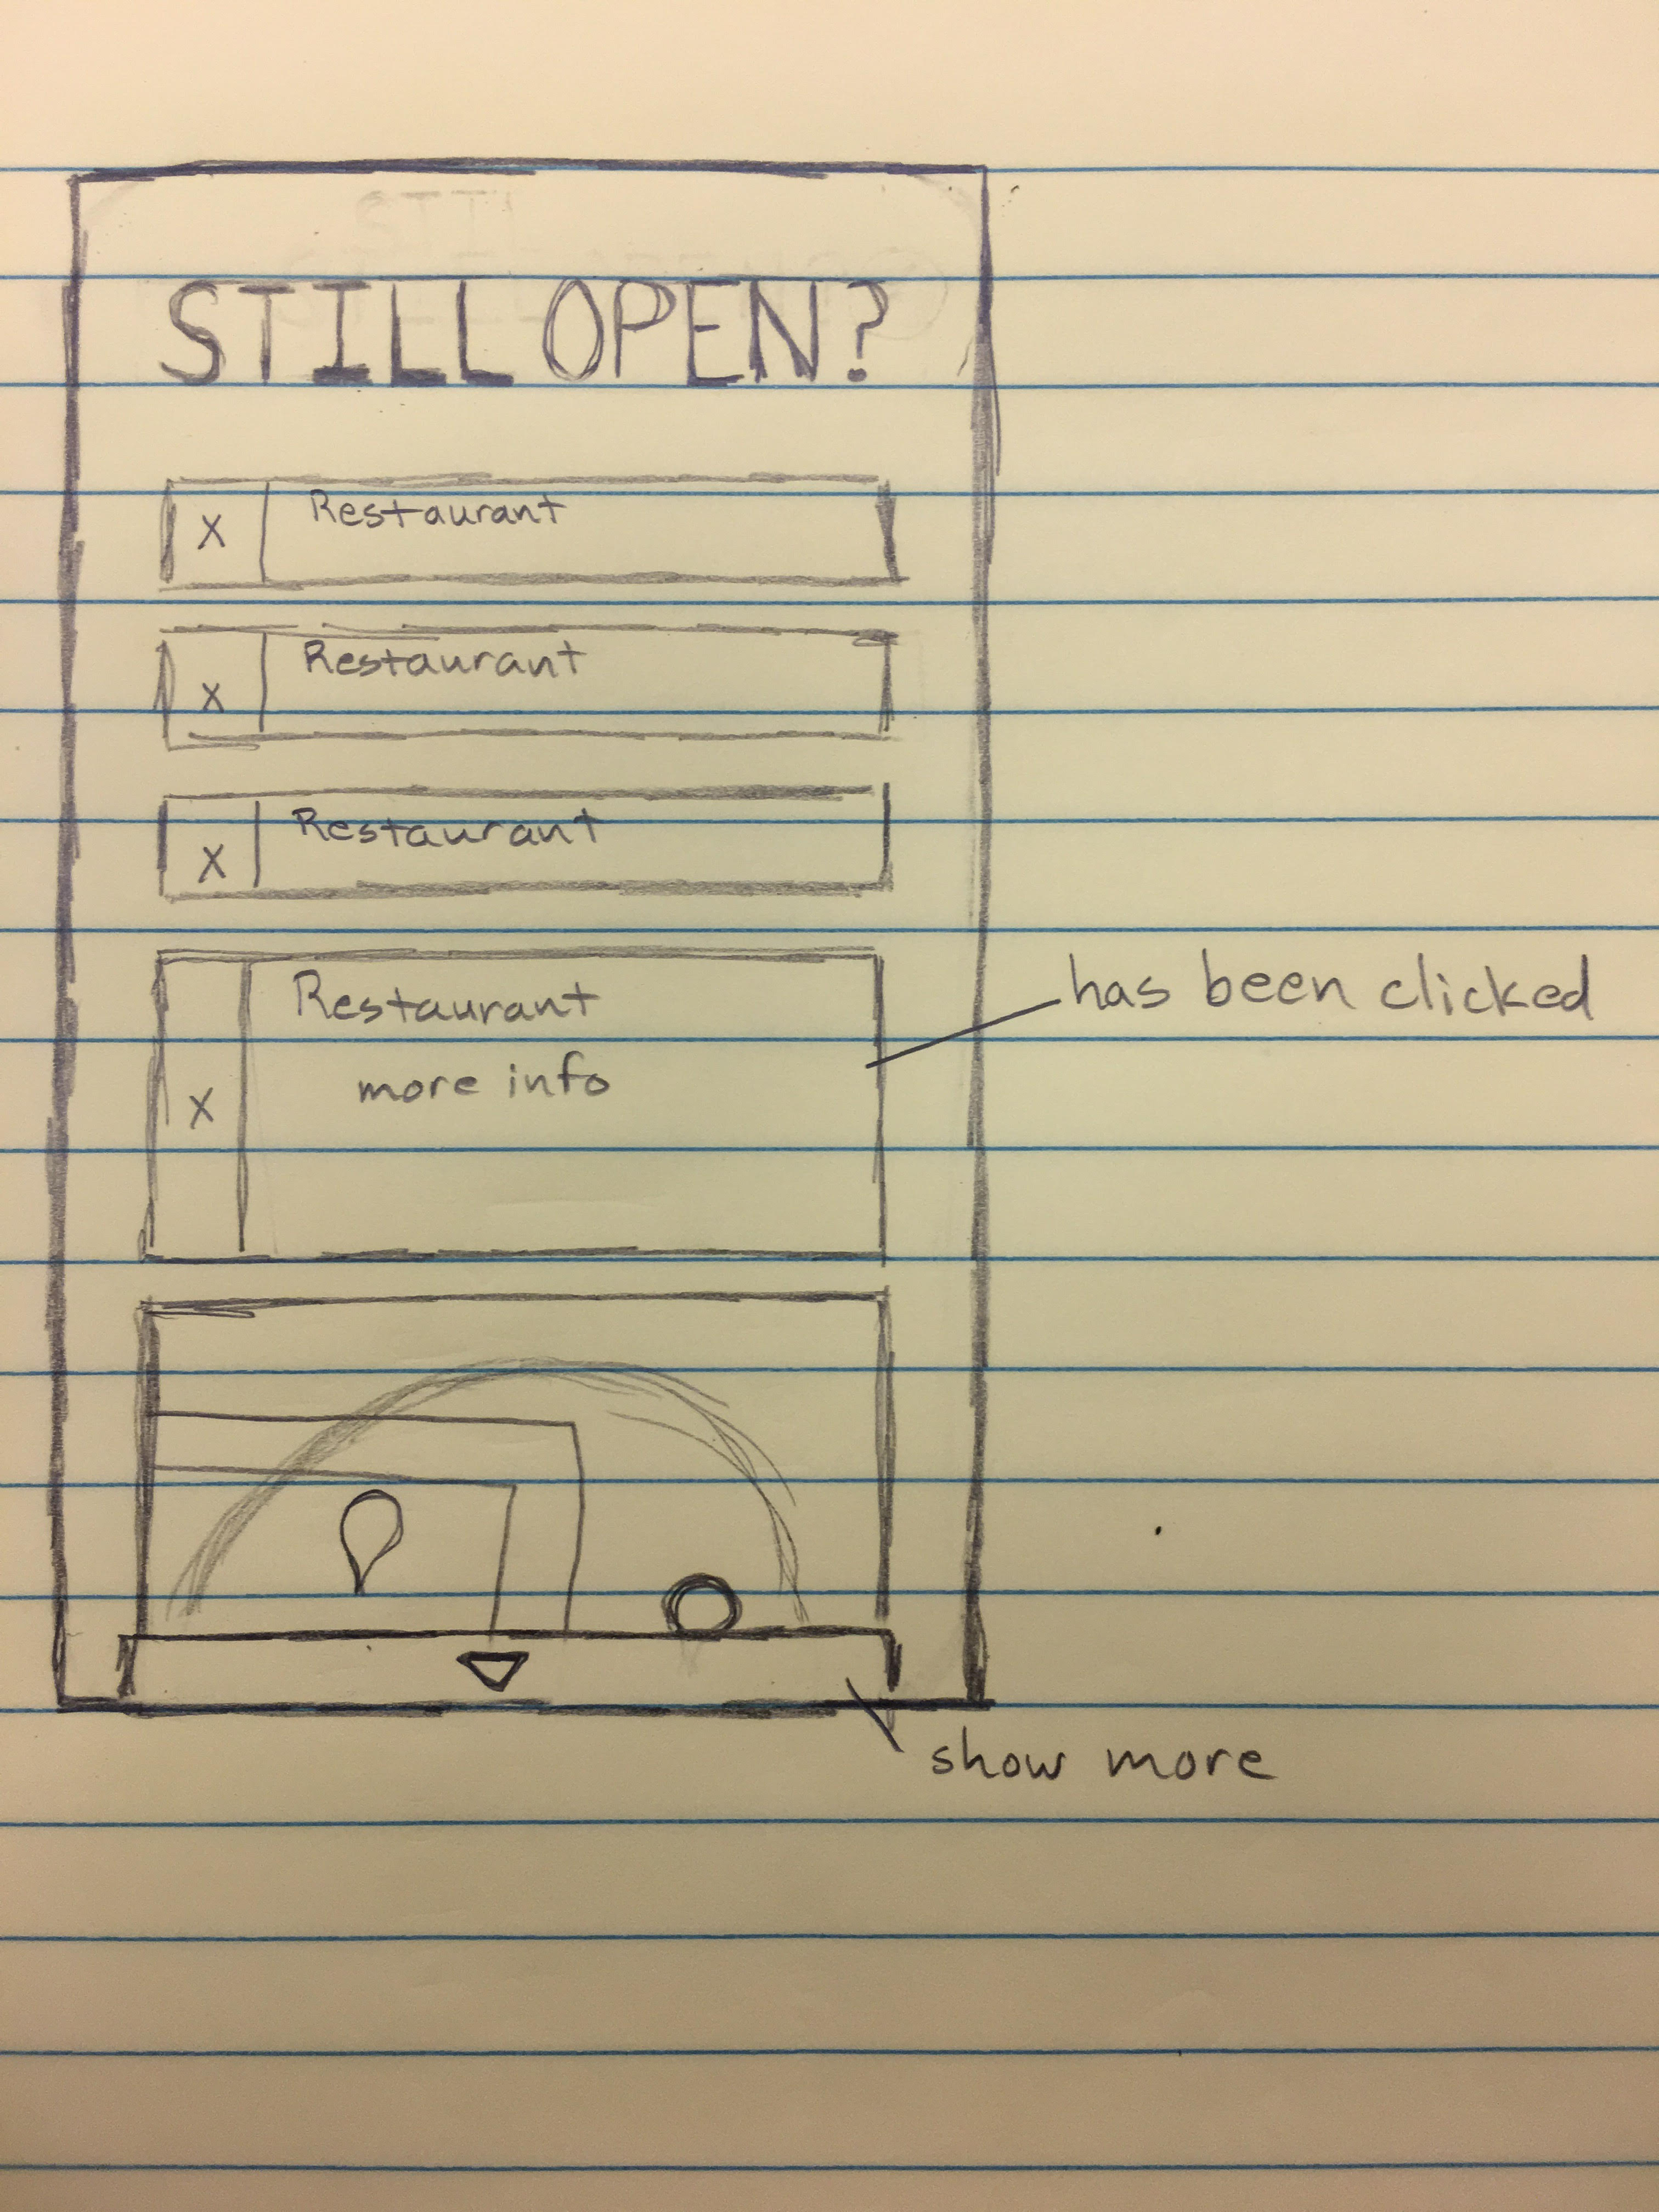 STILL OPEN?
X Restaurant
X Restaurant
X Restaurant
Restaurant
has been clicked
more info
X
show more